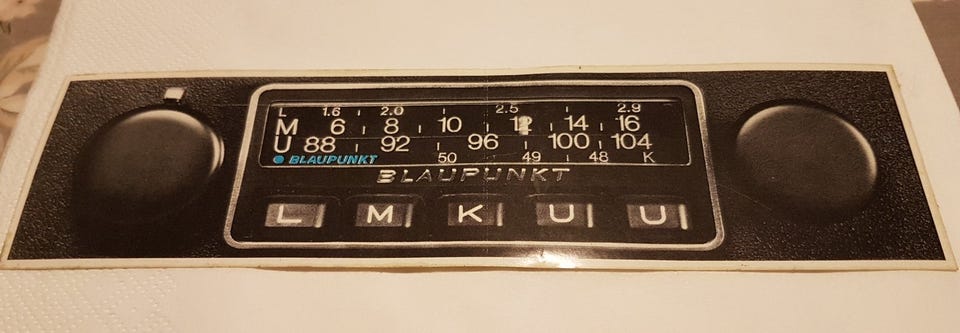 L 1.6 2.0 2.5 2.9
M 6 8 10 12 14 16
U 88 92 96 100 104
BLAUPUNKT 50 49 48 K
BLAUPUNKT
L M K U U